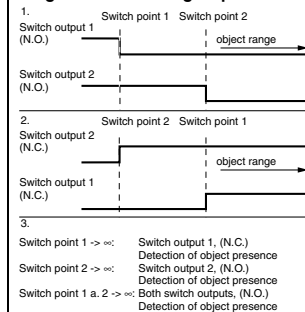 1.
Switch point 1 Switch point 2
Switch output 1
(N.O.)
object range
Switch output 2
(N.O.)
2.
Switch point 2 Switch point 1
Switch output 2
(N.C.)
object range
Switch output 1
(N.C.)
3.
Switch point 1 -> ∞: Switch output 1, (N.C.)
Detection of object presence
Switch point 2 -> ∞: Switch output 2, (N.O.)
Detection of object presence
Switch point 1 a. 2 -> ∞: Both switch outputs, (N.O.)
Detection of object presence